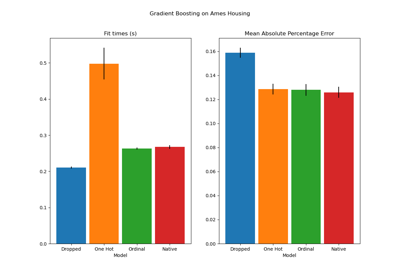 Gradient Boosting on Ames Housing
Fit times (s)
0.5
0.4
0.3
0.2
0.1
0.0
Dropped One Hot Ordinal Native
Model
Mean Absolute Percentage Error
0.16
0.14
0.12
0.10
0.08
0.06
0.04
0.02
0.00
Dropped One Hot Ordinal Native
Model